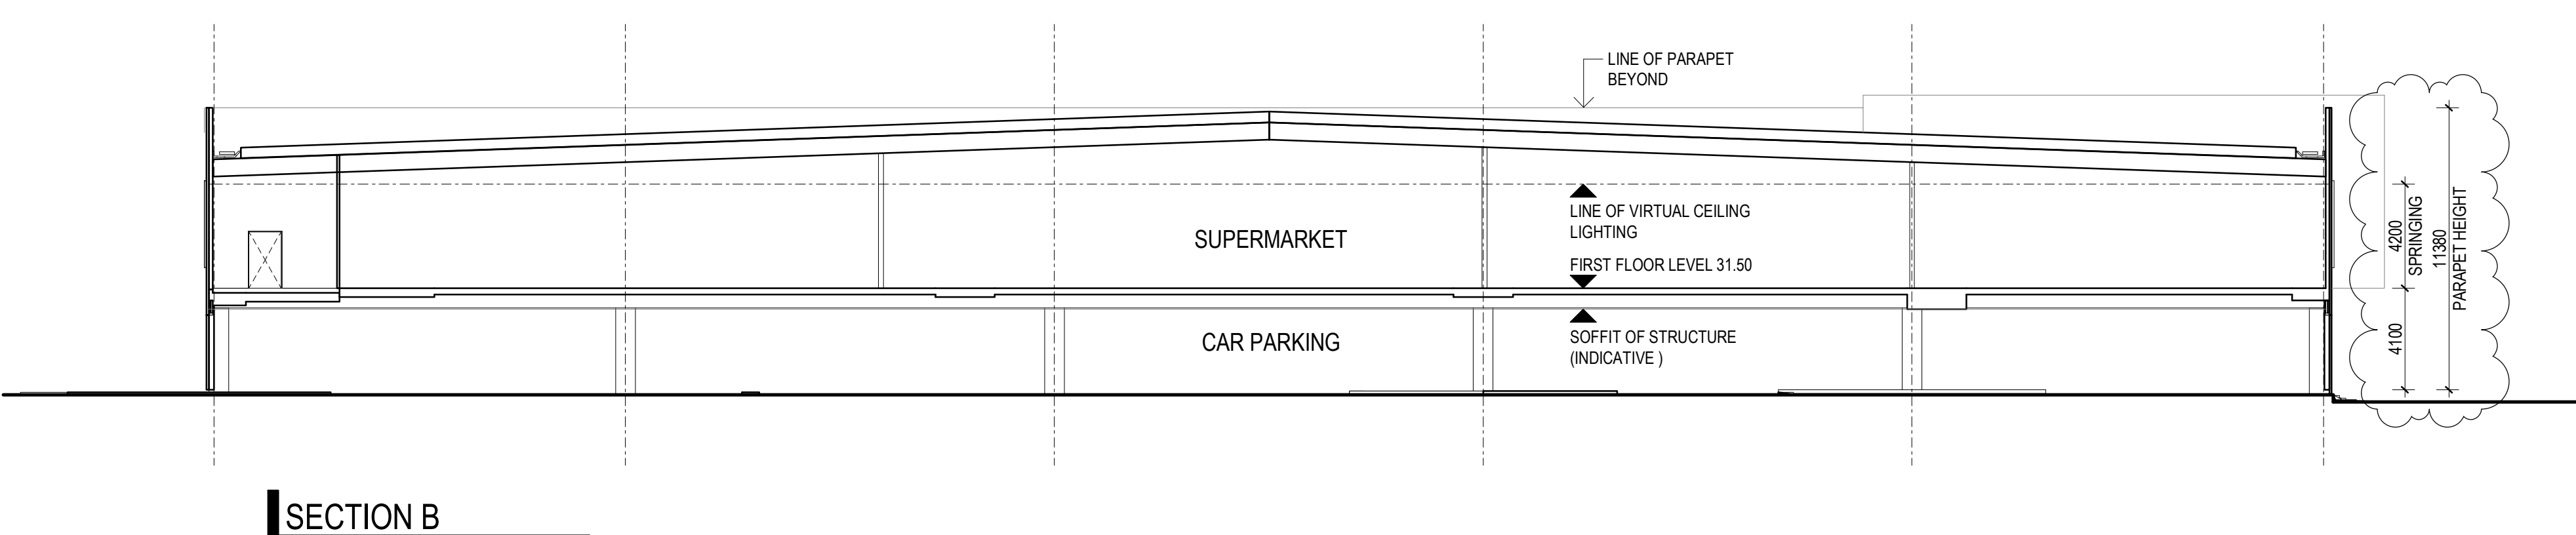 LINE OF PARAPET
BEYOND
LINE OF VIRTUAL CEILING
LIGHTING
SUPERMARKET
FIRST FLOOR LEVEL 31.50
CAR PARKING
SOFFIT OF STRUCTURE
(INDICATIVE )
4200
SPRINGING
4100
11380
PARAPET HEIGHT
SECTION B